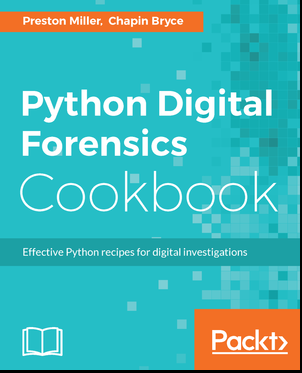 Preston Miller, Chapin Bryce
Python Digital
Forensics
Cookbook
Effective Python recipes for digital investigations
Packt>